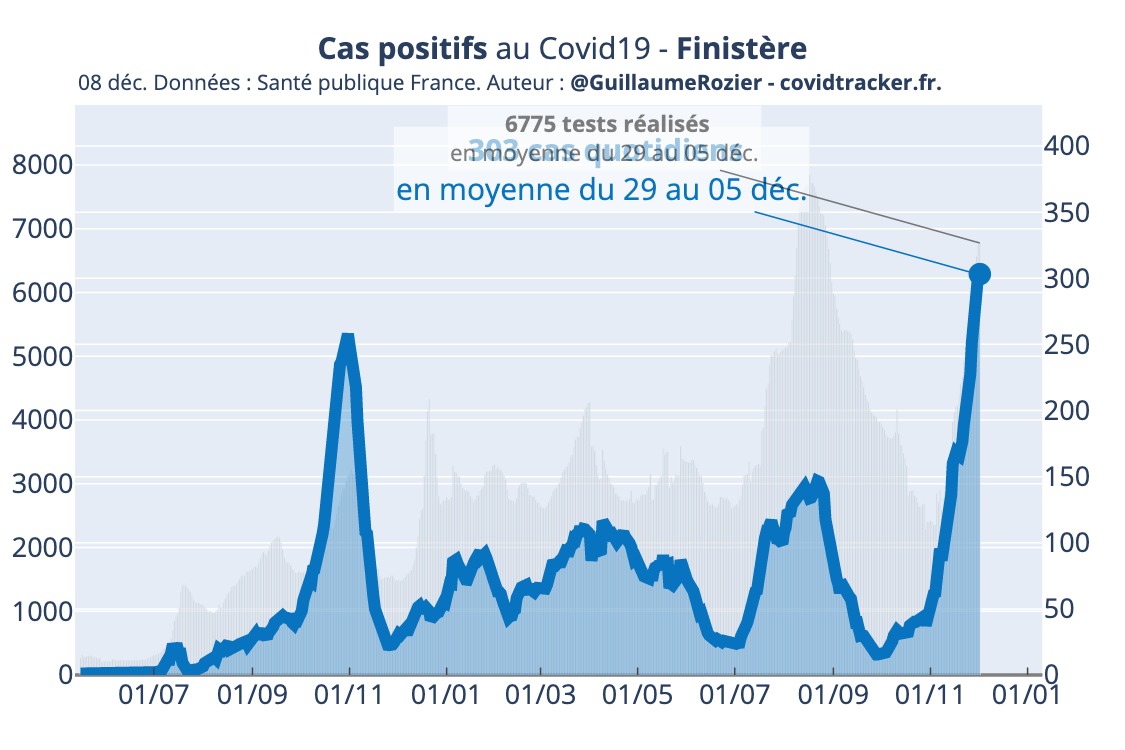 Cas positifs au Covid19 - Finistère
08 déc. Données : Santé publique France. Auteur : @GuillaumeRozier - covidtracker.fr.
6775 tests réalisés
en moyenne du 29 au 05 déc.
303 cas quotidiens
en moyenne du 29 au 05 déc.
8000
7000
6000
5000
4000
3000
2000
1000
0
400
350
300
250
200
150
100
50
0
01/07 01/09 01/11 01/01 01/03 01/05 01/07 01/09 01/11 01/01